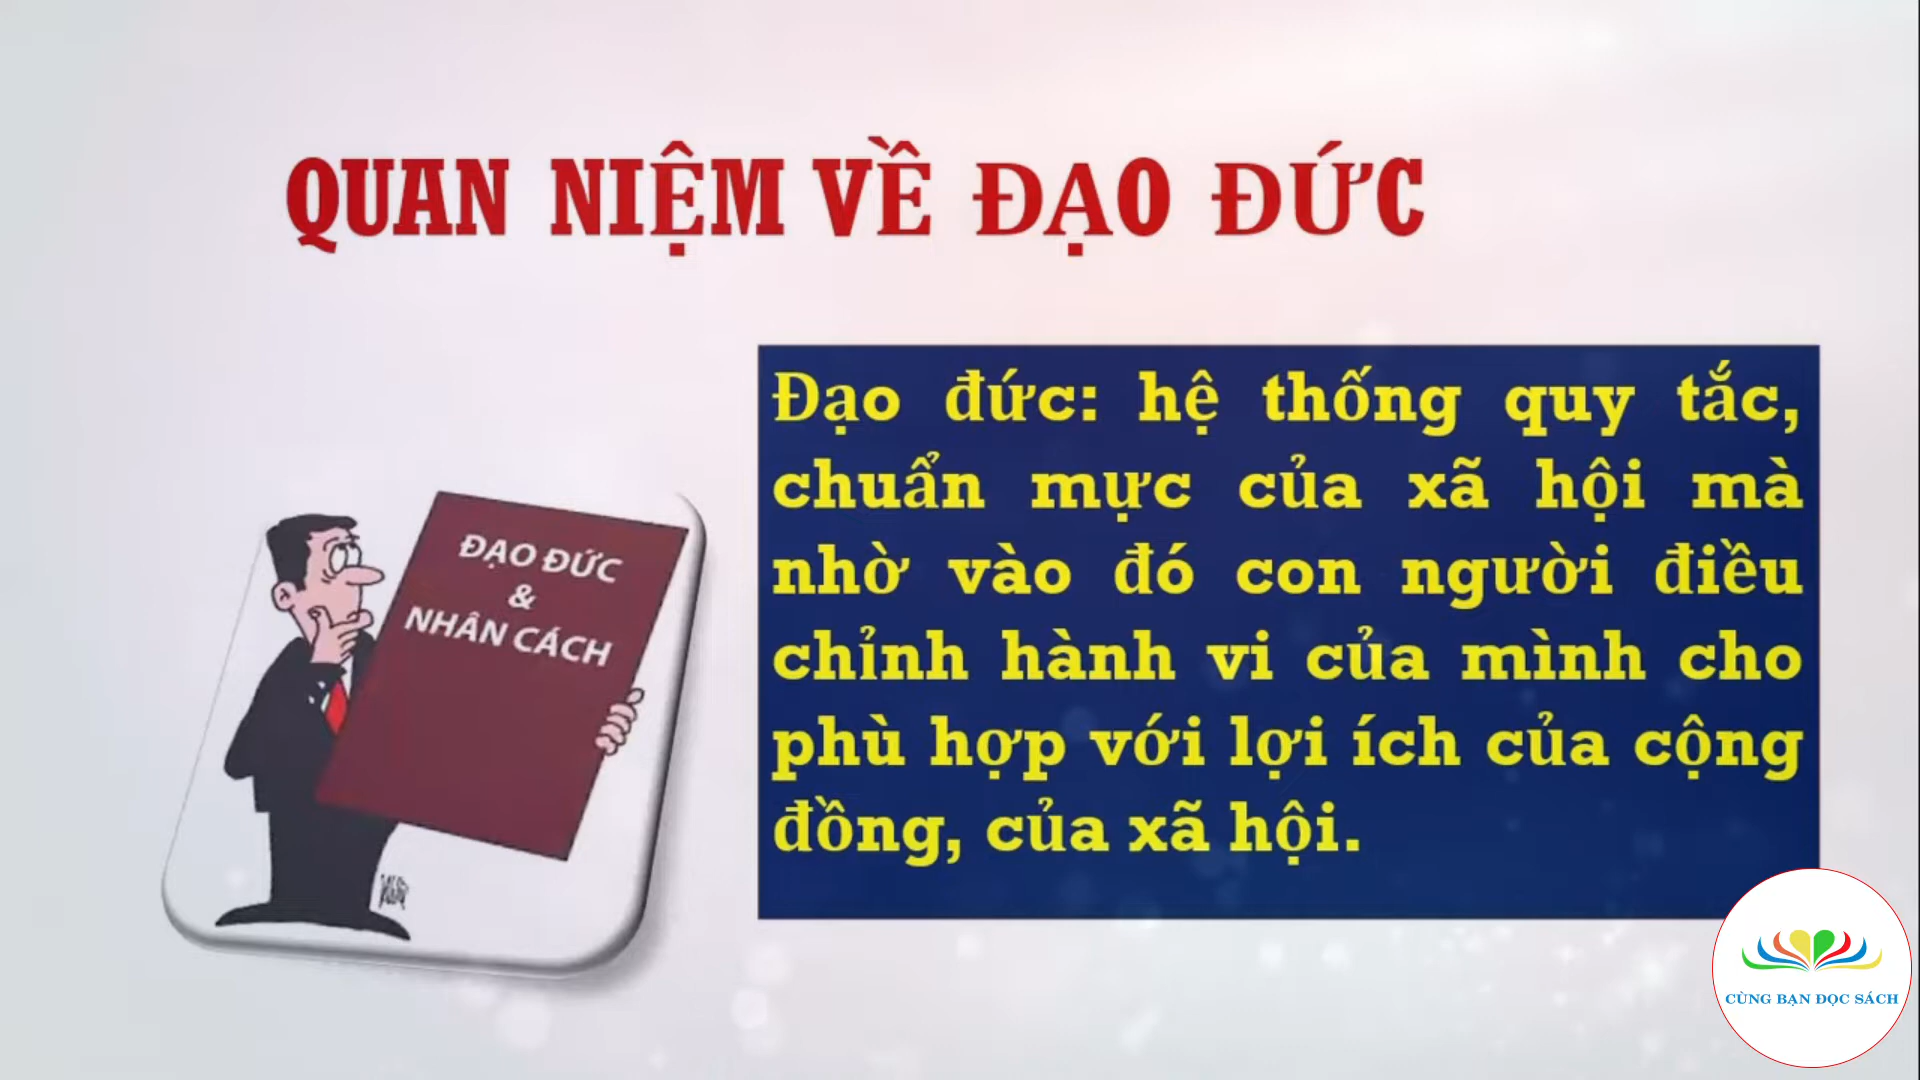 QUAN NIỆM VỀ ĐẠO ĐỨC
Đạo đức: hệ thống quy tắc,
chuẩn mực của xã hội mà
nhờ vào đó con người điều
chỉnh hành vi của mình cho
phù hợp với lợi ích của cộng
đồng, của xã hội.
ĐẠO ĐỨC
&
NHÂN CÁCH
CÙNG BẠN ĐỌC SÁCH